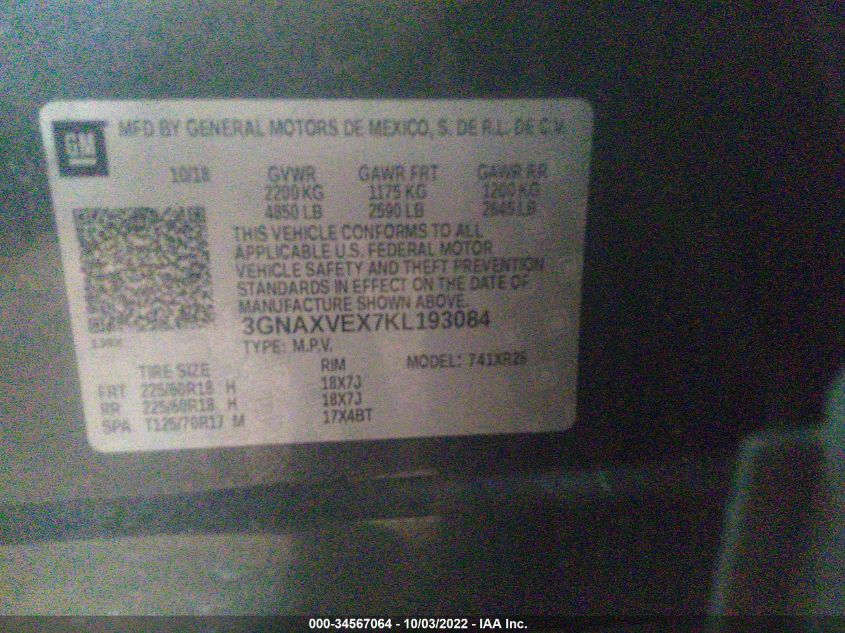 GM
MFD BY GENERAL MOTORS DE MEXICO, S. DE R.L. DE C.V.
10/18 GVWR GAWR FRT GAWR RR
2200 KG 1175 KG 1200 KG
4850 LB 2590 LB 2645 LB
THIS VEHICLE CONFORMS TO ALL
APPLICABLE U.S. FEDERAL MOTOR
VEHICLE SAFETY AND THEFT PREVENTION
STANDARDS IN EFFECT ON THE DATE OF
MANUFACTURE SHOWN ABOVE.
3GNAXVEX7KL193084
TYPE: M.P.V.
TIRE SIZE RIM MODEL: 741XR26
FRT 225/60R18 H 18X7J
RR 225/60R18 H 18X7J
SPA T125/70R17 M 17X4BT
000-34567064 - 10/03/2022 - IAA Inc.